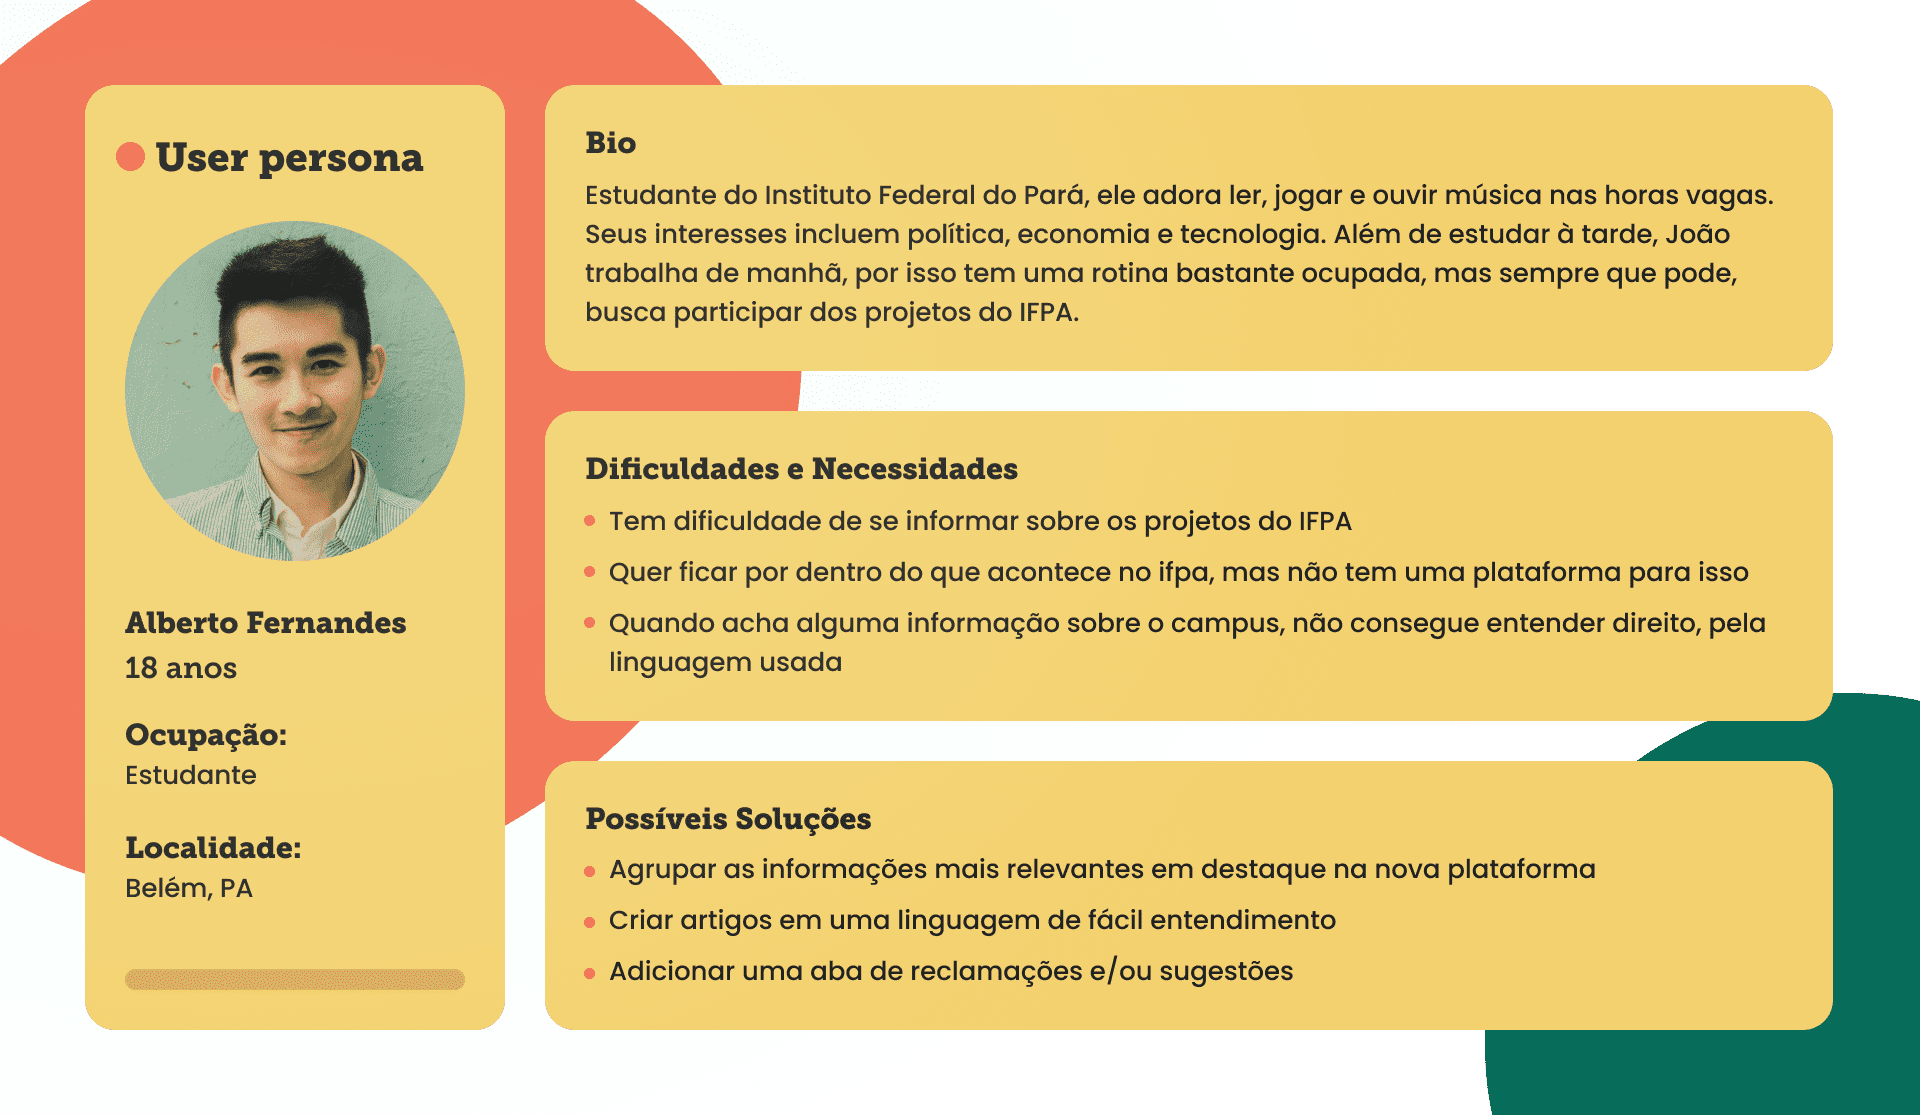 User persona
Alberto Fernandes
18 anos
Ocupação:
Estudante
Localidade:
Belém, PA
Bio
Estudante do Instituto Federal do Pará, ele adora ler, jogar e ouvir música nas horas vagas.
Seus interesses incluem política, economia e tecnologia. Além de estudar à tarde, João
trabalha de manhã, por isso tem uma rotina bastante ocupada, mas sempre que pode,
busca participar dos projetos do IFPA.
Dificuldades e Necessidades
Tem dificuldade de se informar sobre os projetos do IFPA
Quer ficar por dentro do que acontece no ifpa, mas não tem uma plataforma para isso
Quando acha alguma informação sobre o campus, não consegue entender direito, pela
linguagem usada
Possíveis Soluções
Agrupar as informações mais relevantes em destaque na nova plataforma
Criar artigos em uma linguagem de fácil entendimento
Adicionar uma aba de reclamações e/ou sugestões